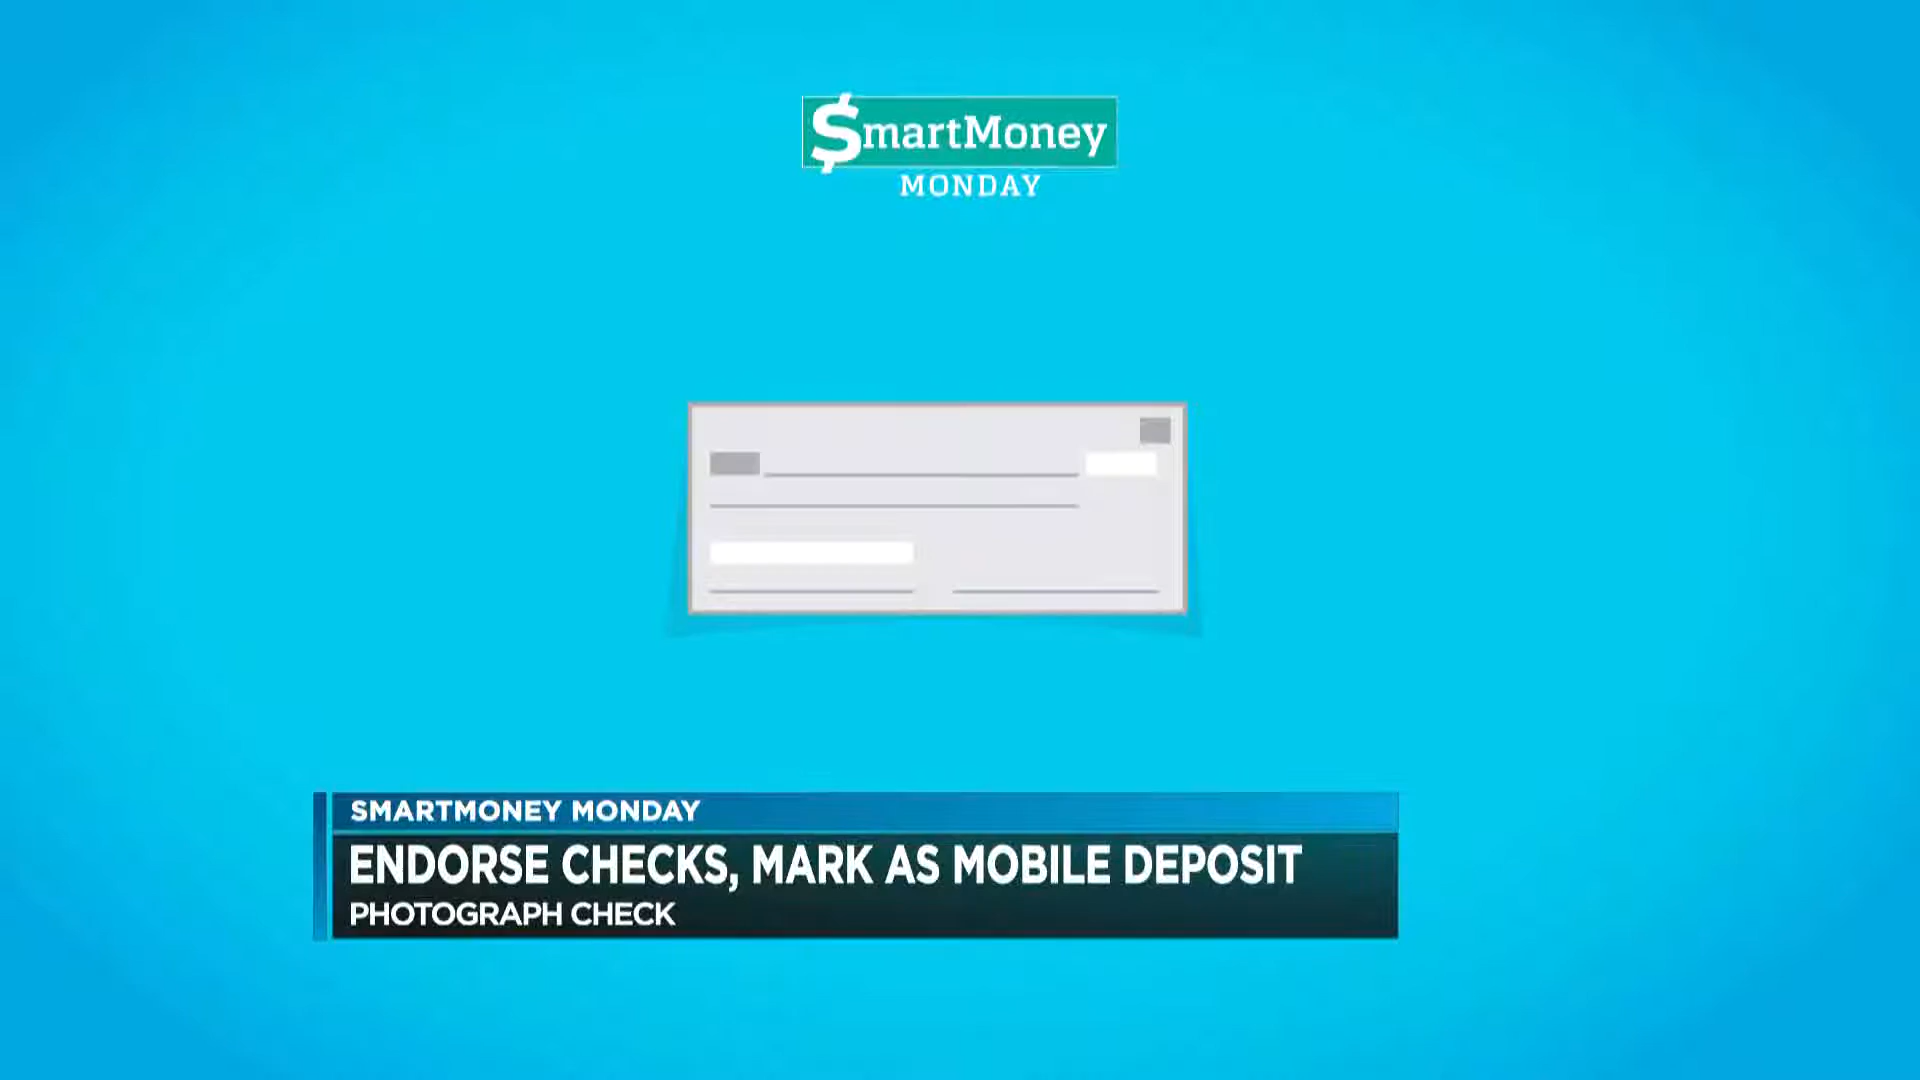 $martMoney
MONDAY
SMARTMONEY MONDAY
ENDORSE CHECKS, MARK AS MOBILE DEPOSIT
PHOTOGRAPH CHECK